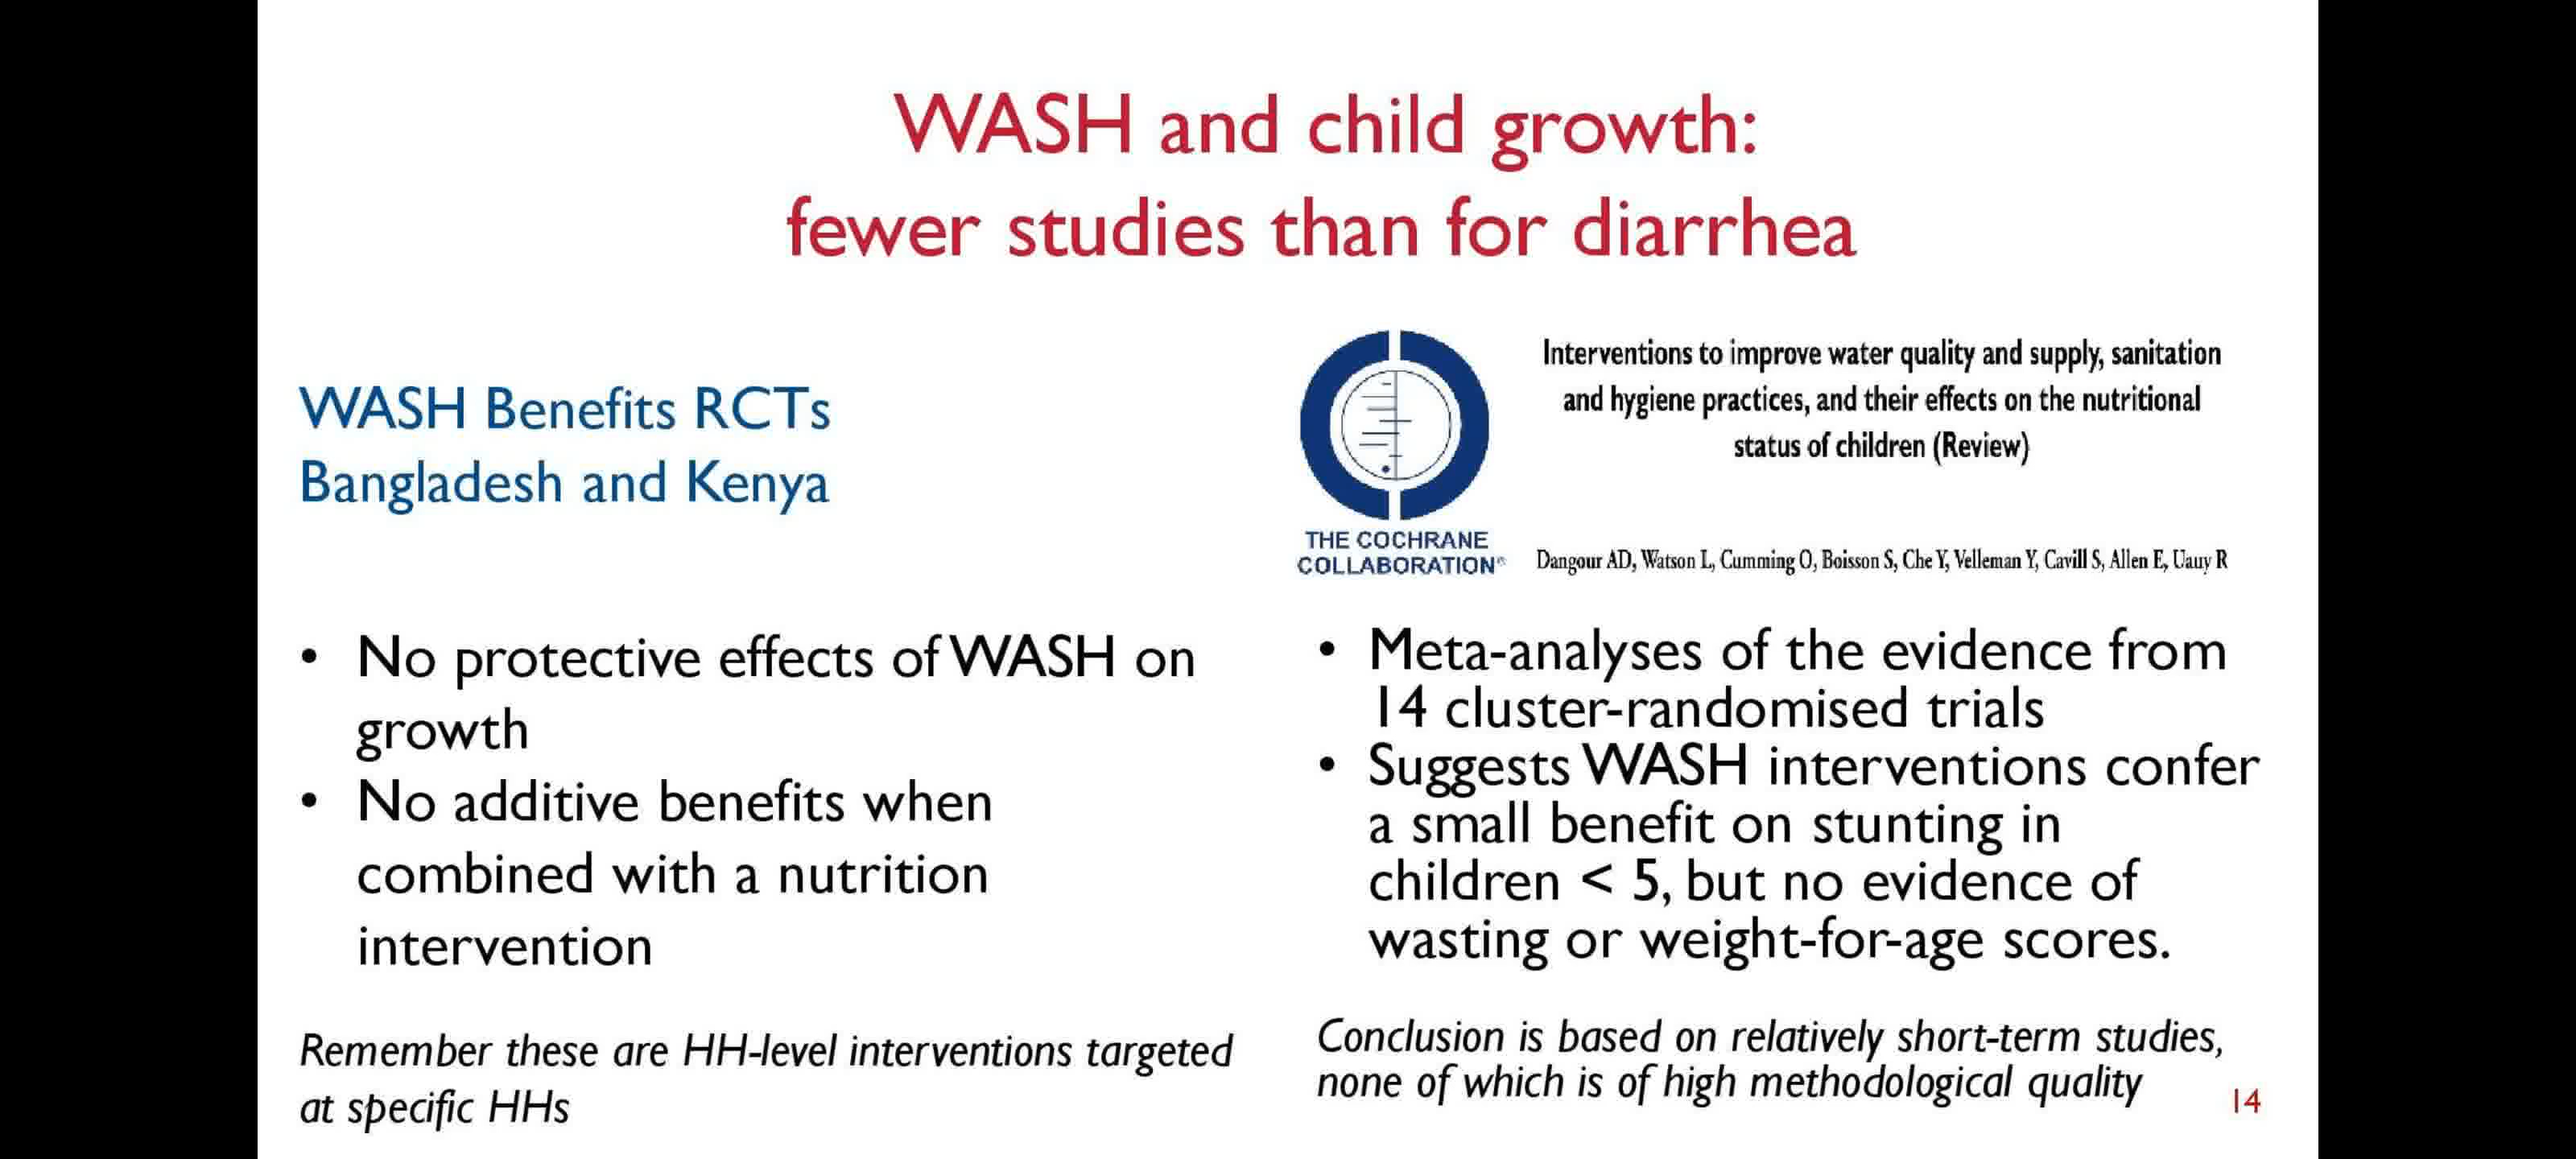 WASH and child growth:
fewer studies than for diarrhea
WASH Benefits RCTs
Bangladesh and Kenya
• No protective effects of WASH on
growth
• No additive benefits when
combined with a nutrition
intervention
Remember these are HH-level interventions targeted
at specific HHs
THE COCHRANE
COLLABORATION®
Interventions to improve water quality and supply, sanitation
and hygiene practices, and their effects on the nutritional
status of children (Review)
Dangour AD, Watson L, Cumming O, Boisson S, Che Y, Velleman Y, Cavill S, Allen E, Uauy R
• Meta-analyses of the evidence from
14 cluster-randomised trials
• Suggests WASH interventions confer
a small benefit on stunting in
children < 5, but no evidence of
wasting or weight-for-age scores.
Conclusion is based on relatively short-term studies,
none of which is of high methodological quality
14